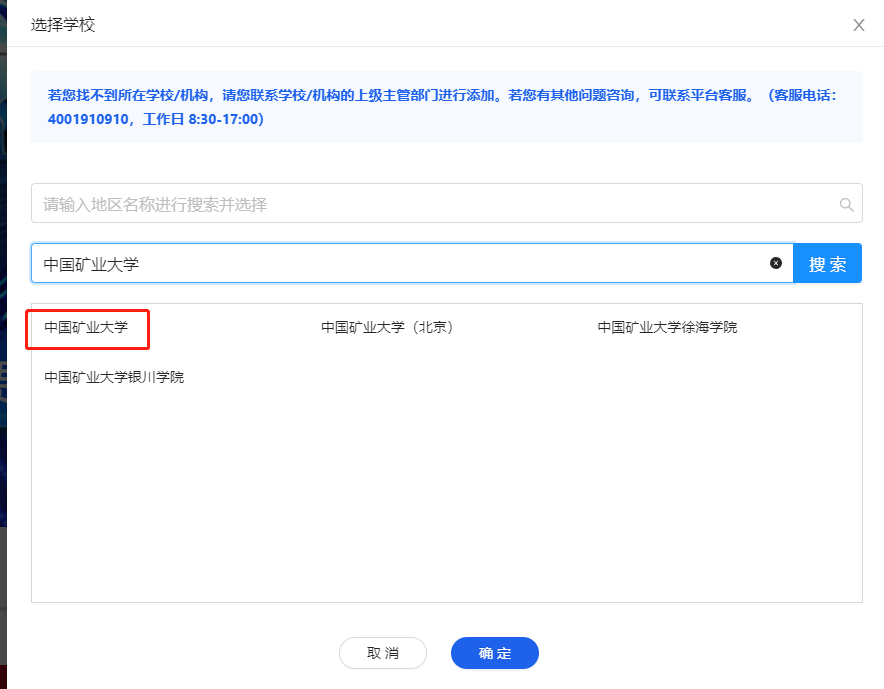 选择学校
若您找不到所在学校/机构，请您联系学校/机构的上级主管部门进行添加。若您有其他问题咨询，可联系平台客服。（客服电话：
4001910910，工作日 8:30-17:00）
请输入地区名称进行搜索并选择
中国矿业大学
搜 索
中国矿业大学
中国矿业大学（北京）
中国矿业大学徐海学院
中国矿业大学银川学院
取 消
确 定